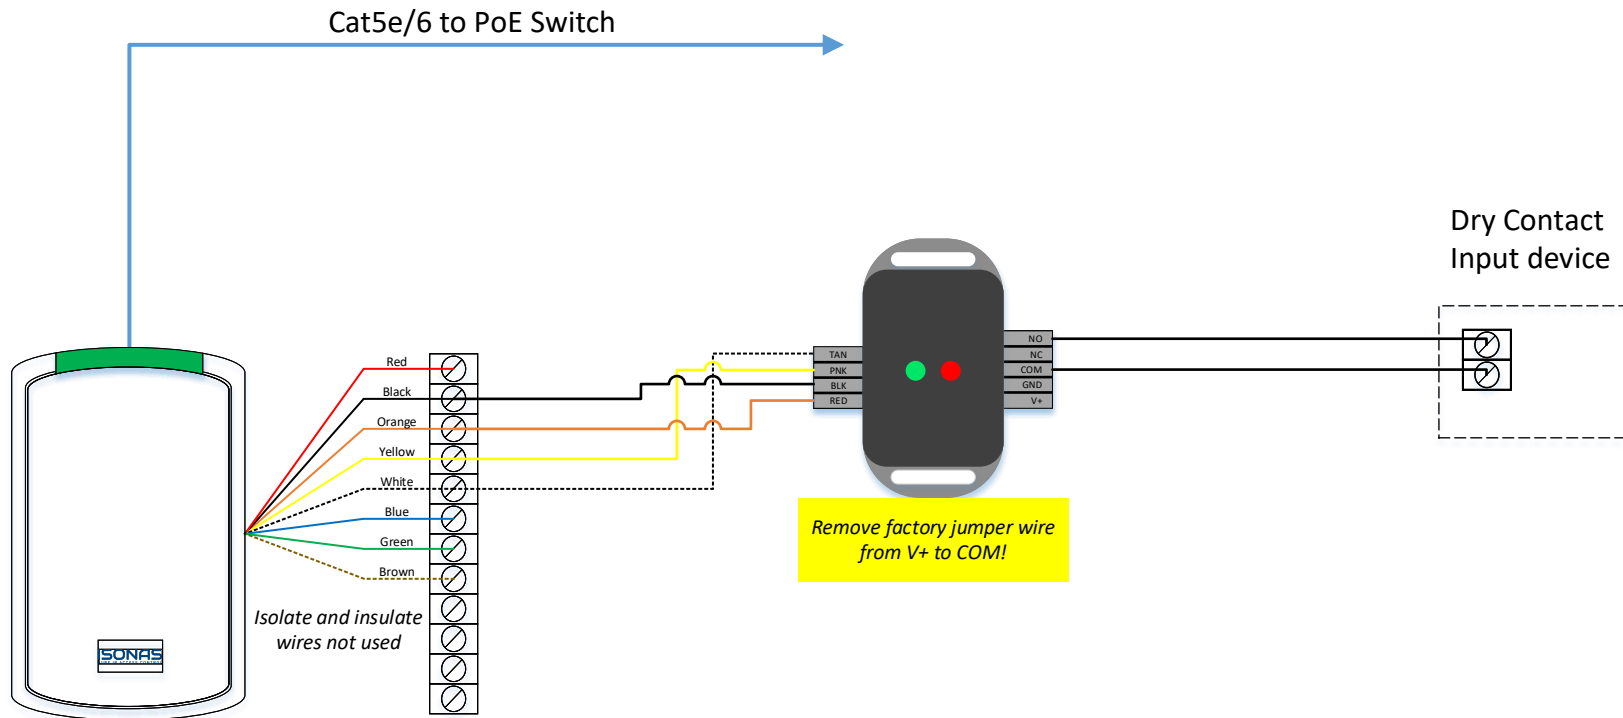 Cat5e/6 to PoE Switch
Dry Contact
Input device
Red
Black
Orange
Yellow
White
Blue
Green
Brown
Isolate and insulate
wires not used
TAN
PNK
BLK
RED
NO
NC
COM
GND
V+
Remove factory jumper wire
from V+ to COM!
ISONAS